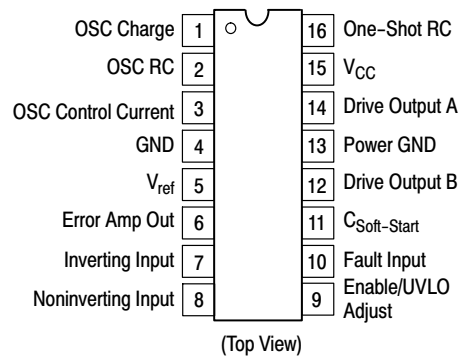 OSC Charge 1 16 One-Shot RC
OSC RC 2 15 VCC
OSC Control Current 3 14 Drive Output A
GND 4 13 Power GND
Vref 5 12 Drive Output B
Error Amp Out 6 11 CSoft-Start
Inverting Input 7 10 Fault Input
Noninverting Input 8 9 Enable/UVLO
Adjust
(Top View)